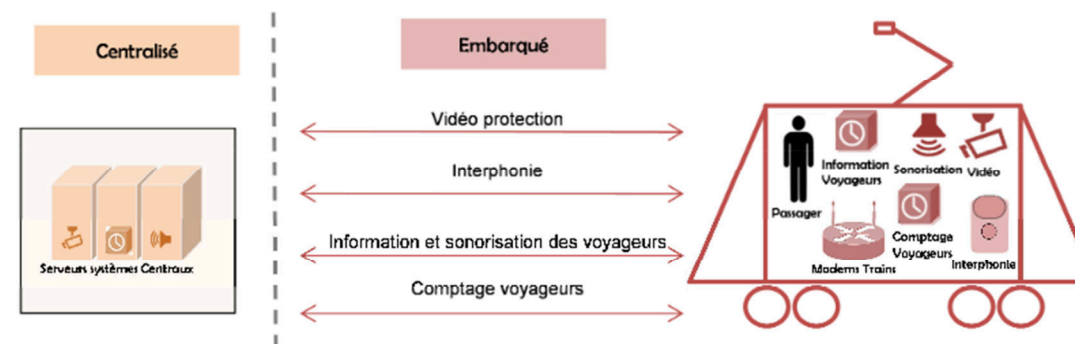 Centralisé
Embarqué
Vidéo protection
Interphonie
Information et sonorisation des voyageurs
Comptage voyageurs
Serveurs systèmes Centraux
Passager
Information
Voyageurs
Sonorisation
Vidéo
Modems Trains
Comptage
Voyageurs
Interphonie